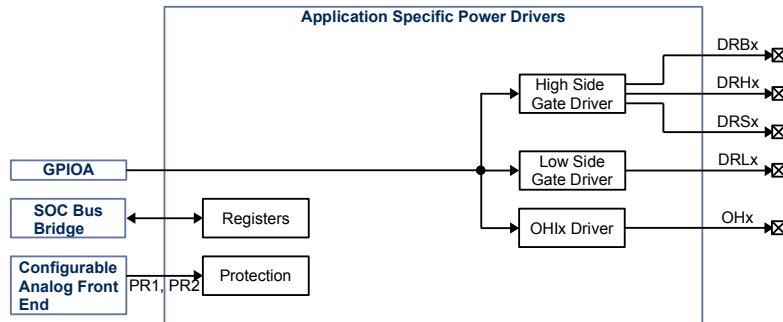 Application Specific Power Drivers
DRBx
High Side
Gate Driver
DRHx
DRSx
GPIOA
Low Side
Gate Driver
DRLx
SOC Bus
Bridge
Registers
OHIx Driver
OHx
Configurable
Analog Front
End
PR1, PR2
Protection